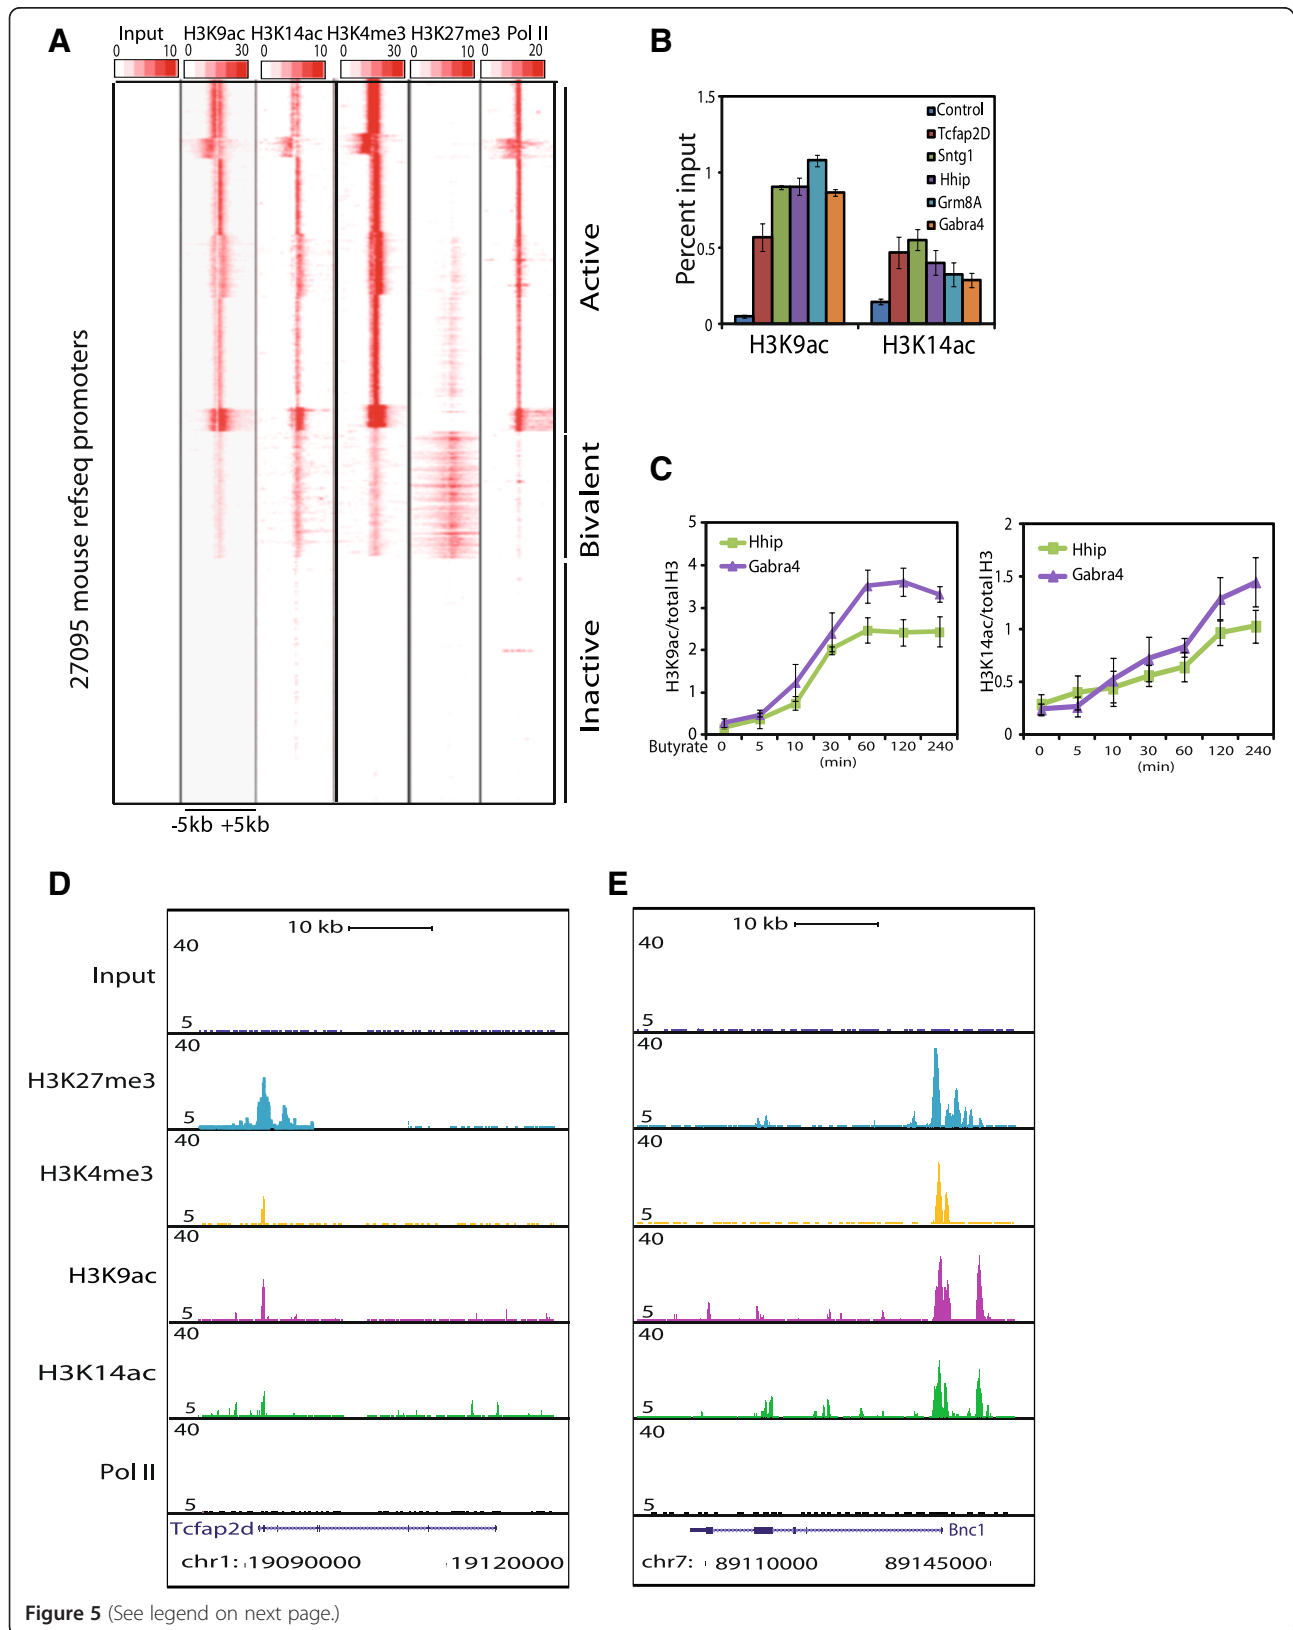 A
Input H3K9ac H3K14ac H3K4me3 H3K27me3 Pol II
0 10 0 30 0 10 0 30 0 10 0 20
27095 mouse refseq promoters
Active
Bivalent
Inactive
-5kb +5kb
B
Percent input
1.5
1
0.5
0
Control
Tcfap2D
Sntg1
Hhip
Grm8A
Gabra4
H3K9ac H3K14ac
C
H3K9ac/total H3
5
4
3
2
1
0
Hhip
Gabra4
Butyrate 0 5 10 30 60 120 240
(min)
H3K14ac/total H3
2
1.5
1
0.5
0
Hhip
Gabra4
0 5 10 30 60 120 240
(min)
D
10 kb
Input
40
5
H3K27me3
40
5
H3K4me3
40
5
H3K9ac
40
5
H3K14ac
40
5
Pol II
40
5
Tcfap2d
chr1: 19090000 19120000
E
10 kb
40
5
40
5
40
5
40
5
40
5
40
5
Bnc1
chr7: 89110000 89145000
Figure 5 (See legend on next page.)